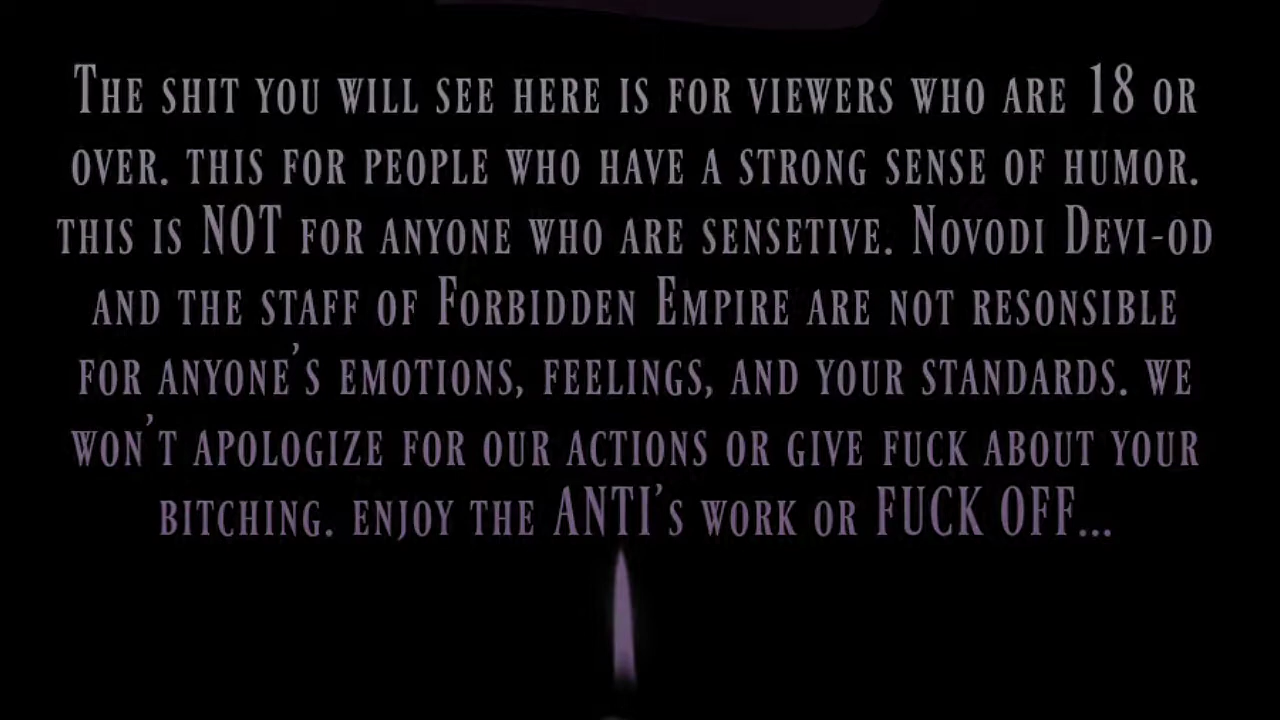 The shit you will see here is for viewers who are 18 or
over. this for people who have a strong sense of humor.
this is NOT for anyone who are sensetive. Novodi Devi-od
and the staff of Forbidden Empire are not resonsible
for anyone's emotions, feelings, and your standards. we
won't apologize for our actions or give fuck about your
bitching. enjoy the ANTI's work or FUCK OFF...